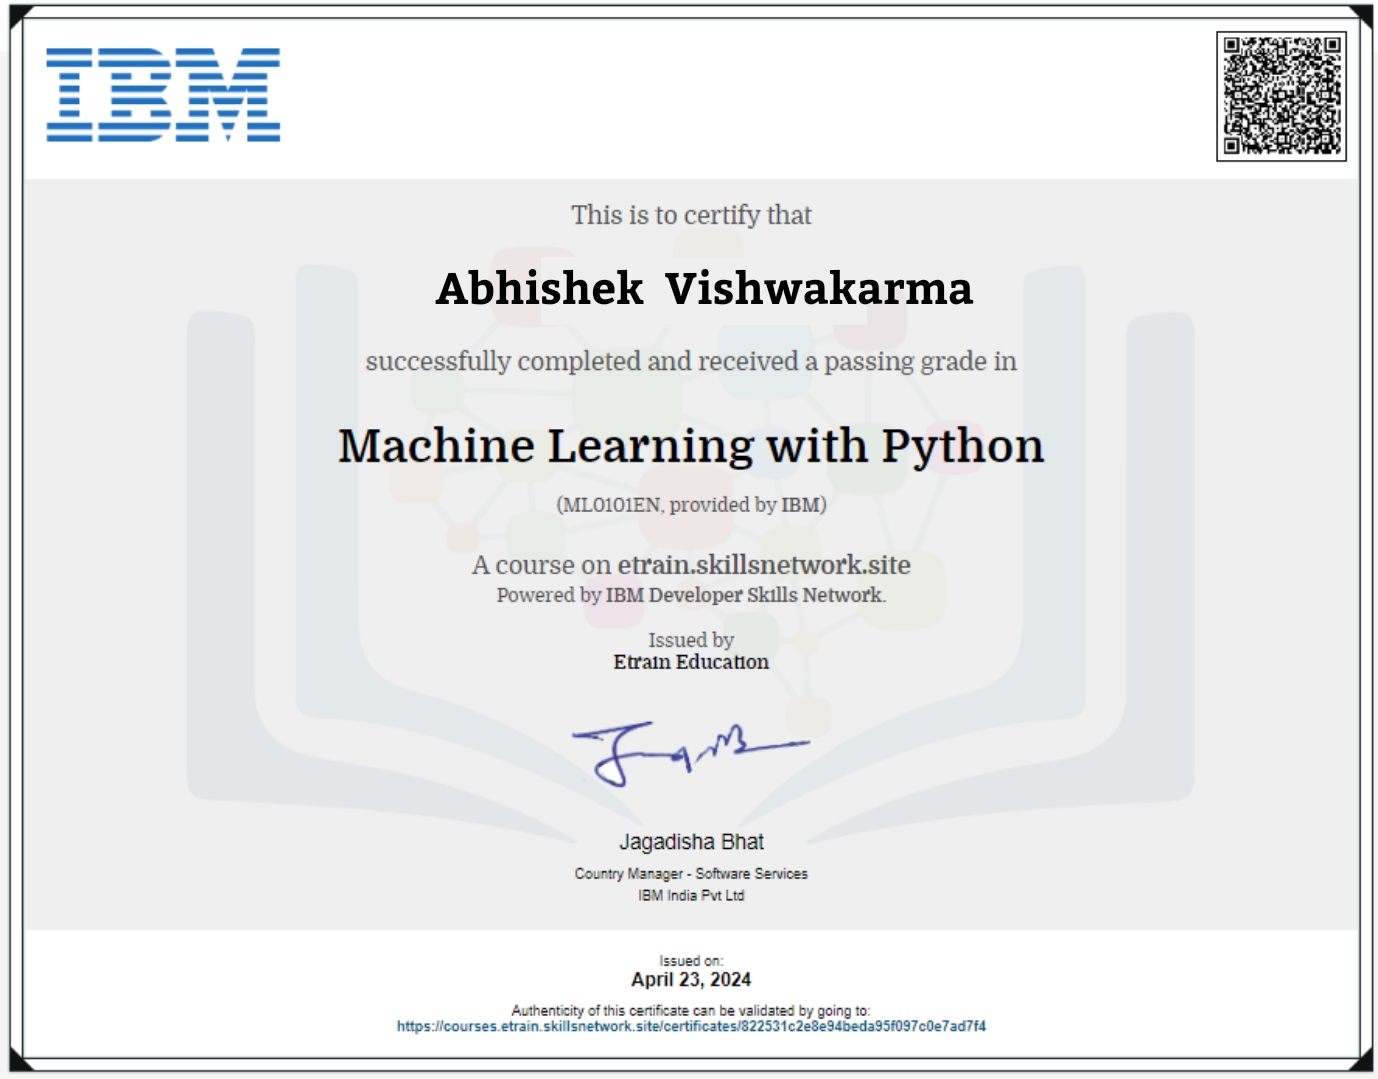 IBM
This is to certify that
Abhishek Vishwakarma
successfully completed and received a passing grade in
Machine Learning with Python
(ML0101EN, provided by IBM)
A course on etrain.skillsnetwork.site
Powered by IBM Developer Skills Network.
Issued by
Etrain Education
Jagadisha Bhat
Country Manager - Software Services
IBM India Pvt Ltd
Issued on:
April 23, 2024
Authenticity of this certificate can be validated by going to:
https://courses.etrain.skillsnetwork.site/certificates/822531c2e8e94beda95f097c0e7ad7f4